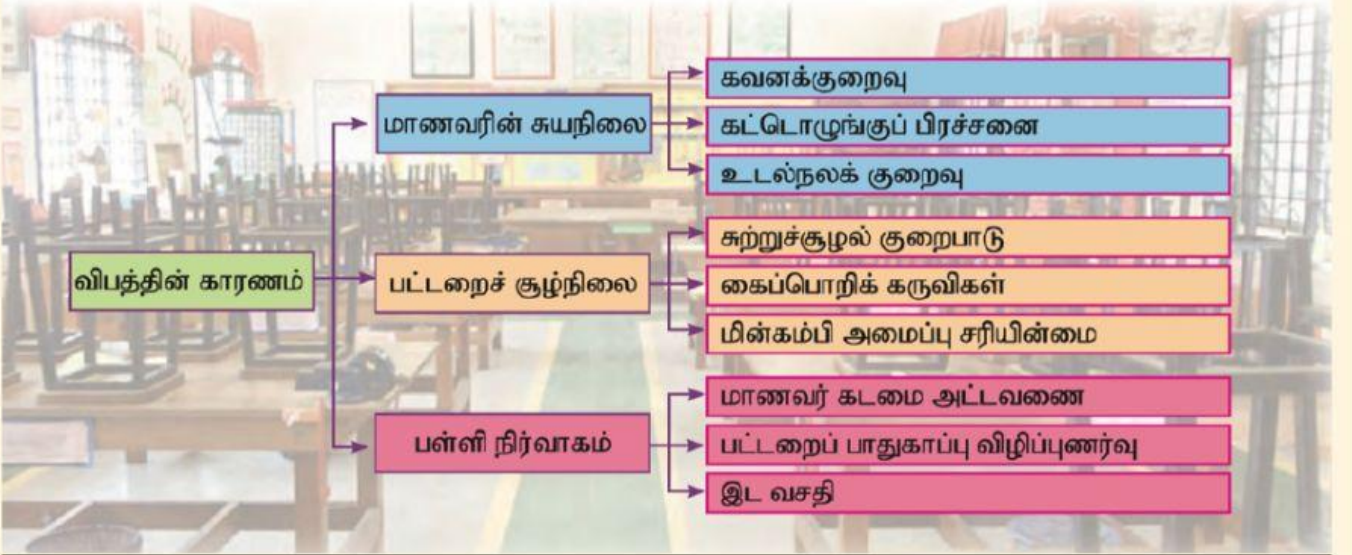 விபத்தின் காரணம்
மாணவரின் சுயநிலை
கவனக்குறைவு
கட்டொழுங்குப் பிரச்சனை
உடல்நலக் குறைவு
பட்டறைச் சூழ்நிலை
சுற்றுச்சூழல் குறைபாடு
கைப்பொறிக் கருவிகள்
மின்கம்பி அமைப்பு சரியின்மை
பள்ளி நிர்வாகம்
மாணவர் கடமை அட்டவணை
பட்டறைப் பாதுகாப்பு விழிப்புணர்வு
இட வசதி